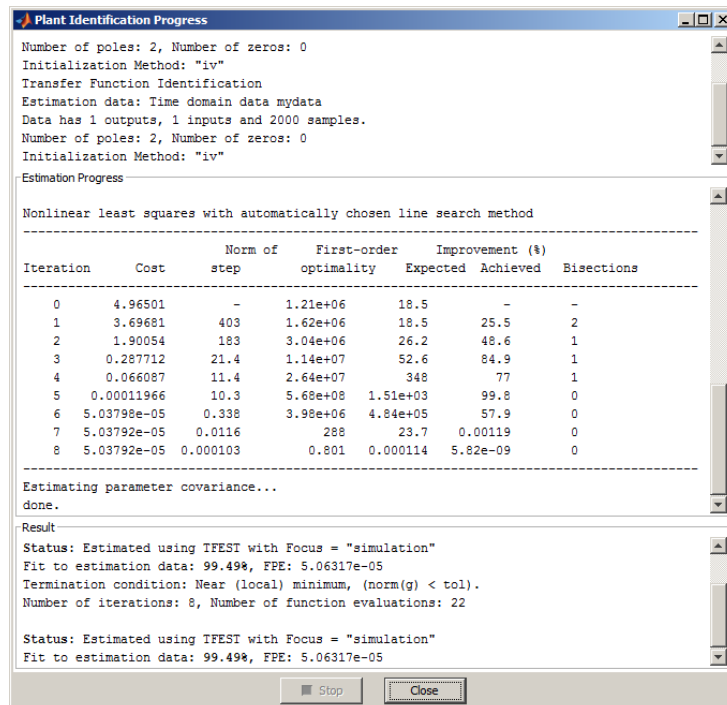 Plant Identification Progress
Number of poles: 2, Number of zeros: 0
Initialization Method: "iv"
Transfer Function Identification
Estimation data: Time domain data mydata
Data has 1 outputs, 1 inputs and 2000 samples.
Number of poles: 2, Number of zeros: 0
Initialization Method: "iv"
Estimation Progress
Nonlinear least squares with automatically chosen line search method
------------------------------------------------------------------------------------------
Norm of First-order Improvement (%)
Iteration Cost step optimality Expected Achieved Bisections
------------------------------------------------------------------------------------------
0 4.96501 - 1.21e+06 18.5 - -
1 3.69681 403 1.62e+06 18.5 25.5 2
2 1.90054 183 3.04e+06 26.2 48.6 1
3 0.287712 21.4 1.14e+07 52.6 84.9 1
4 0.066087 11.4 2.64e+07 348 77 1
5 0.00011966 10.3 5.68e+08 1.51e+03 99.8 0
6 5.03798e-05 0.338 3.98e+06 4.84e+05 57.9 0
7 5.03792e-05 0.0116 288 23.7 0.00119 0
8 5.03792e-05 0.000103 0.801 0.000114 5.82e-09 0
------------------------------------------------------------------------------------------
Estimating parameter covariance...
done.
Result
Status: Estimated using TFEST with Focus = "simulation"
Fit to estimation data: 99.49%, FPE: 5.06317e-05
Termination condition: Near (local) minimum, (norm(g) < tol).
Number of iterations: 8, Number of function evaluations: 22
Status: Estimated using TFEST with Focus = "simulation"
Fit to estimation data: 99.49%, FPE: 5.06317e-05
Stop Close